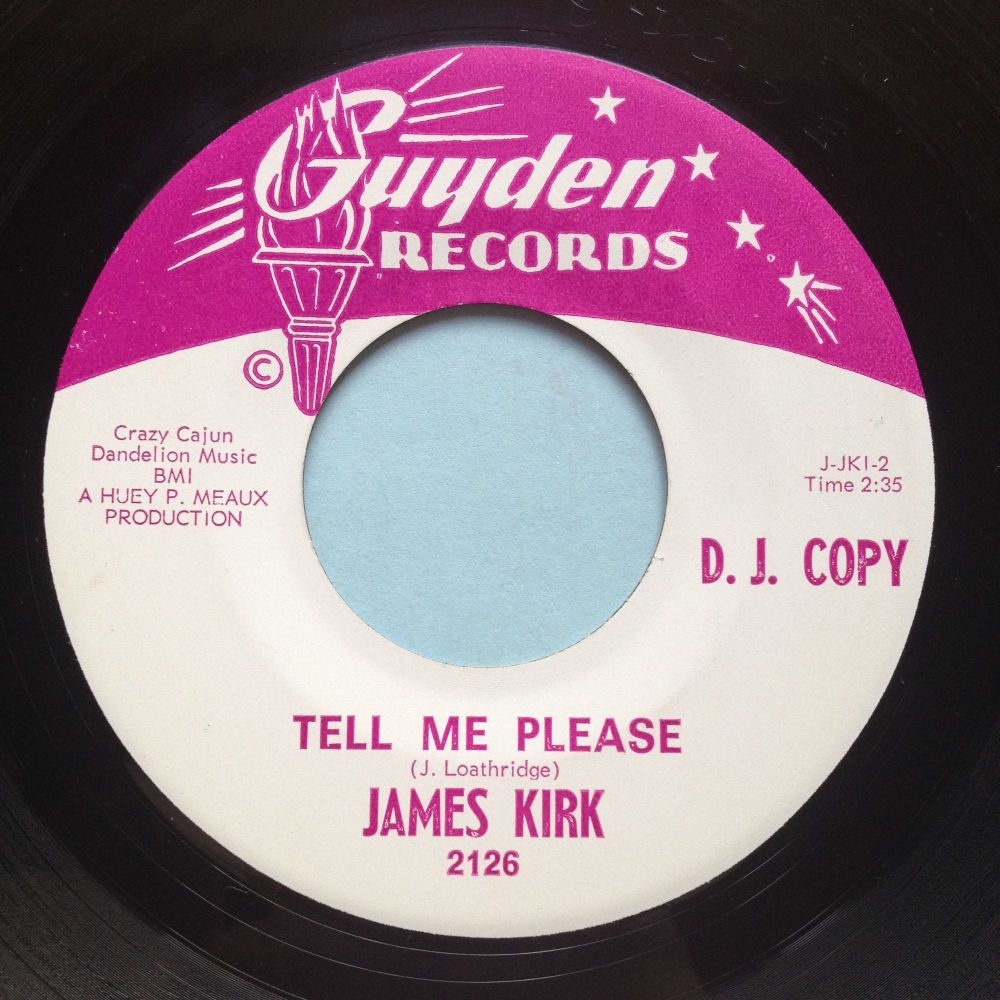 Guyden
RECORDS
©
Crazy Cajun
Dandelion Music
BMI
A HUEY P. MEAUX
PRODUCTION
J-JK1-2
Time 2:35
D. J. COPY
TELL ME PLEASE
(J. Loathridge)
JAMES KIRK
2126